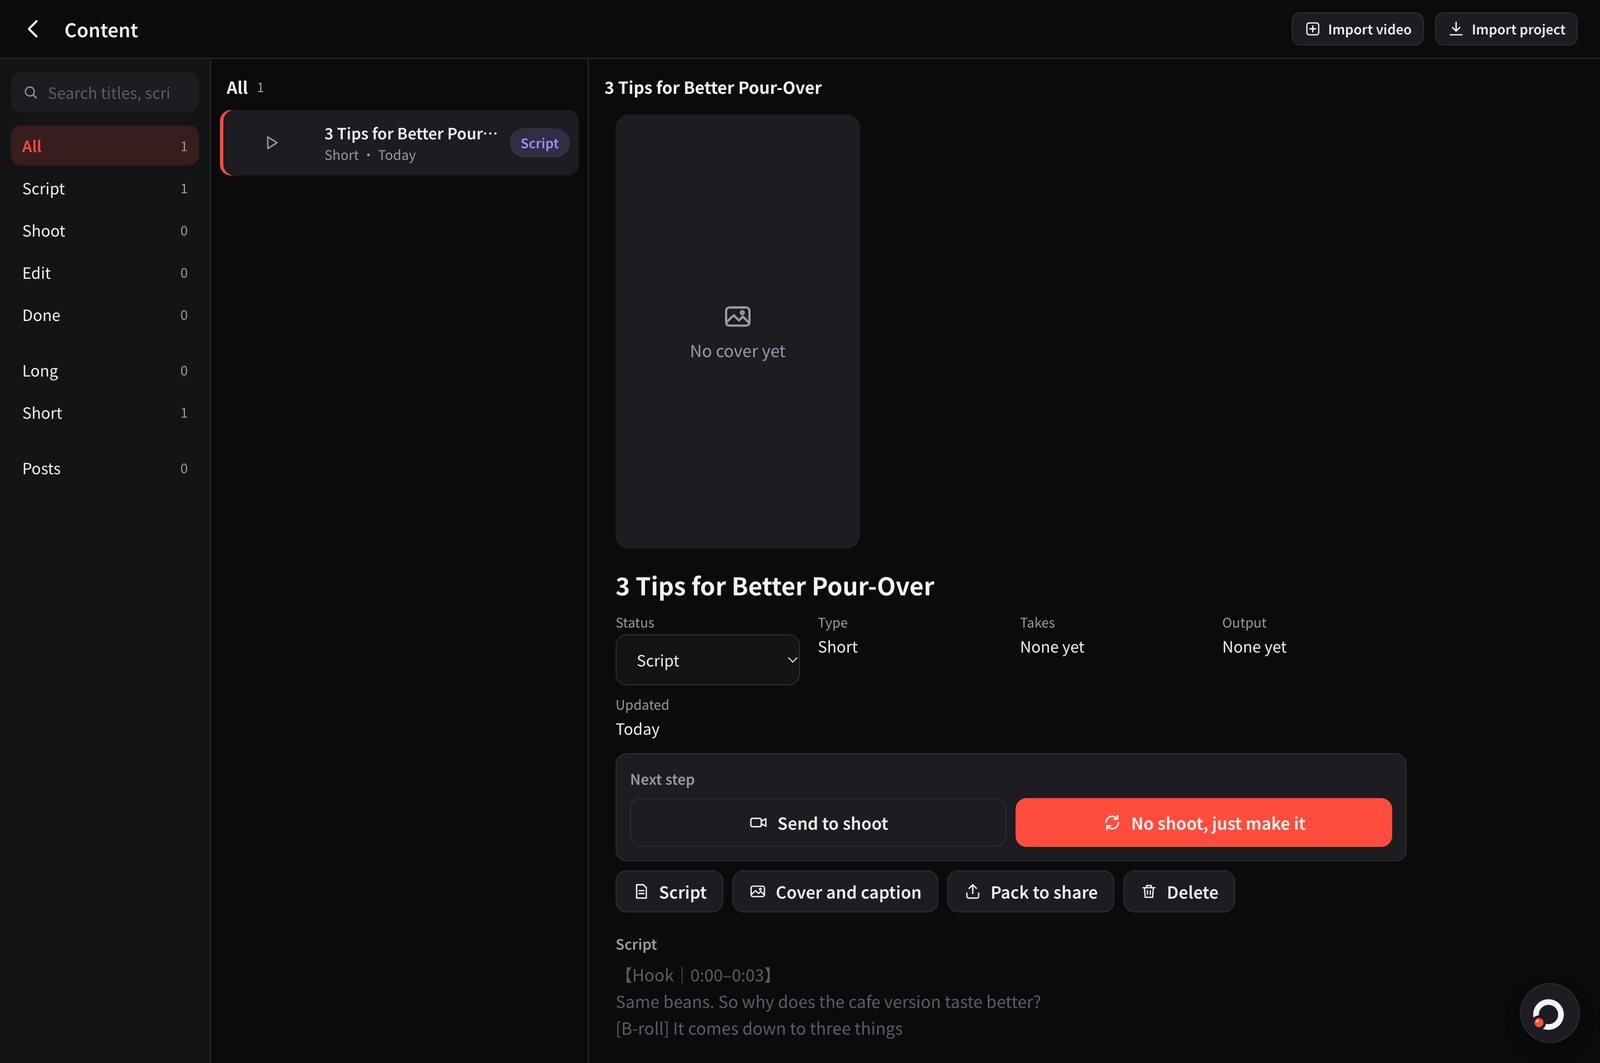 Content
Import video
Import project
Search titles, scri
All 1
Script 1
Shoot 0
Edit 0
Done 0
Long 0
Short 1
Posts 0
All 1
3 Tips for Better Pour···
Short • Today
Script
3 Tips for Better Pour-Over
No cover yet
3 Tips for Better Pour-Over
Status
Script
Type
Short
Takes
None yet
Output
None yet
Updated
Today
Next step
Send to shoot
No shoot, just make it
Script
Cover and caption
Pack to share
Delete
Script
【Hook｜0:00–0:03】
Same beans. So why does the cafe version taste better?
[B-roll] It comes down to three things